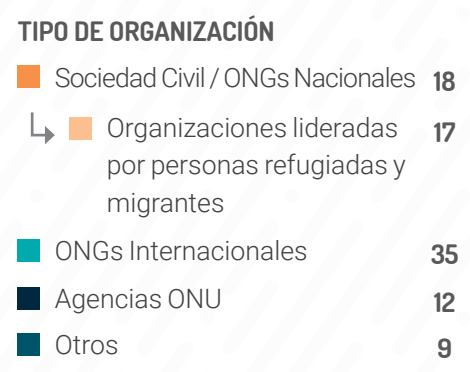 TIPO DE ORGANIZACIÓN
Sociedad Civil / ONGs Nacionales 18
Organizaciones lideradas 17
por personas refugiadas y
migrantes
ONGs Internacionales 35
Agencias ONU 12
Otros 9